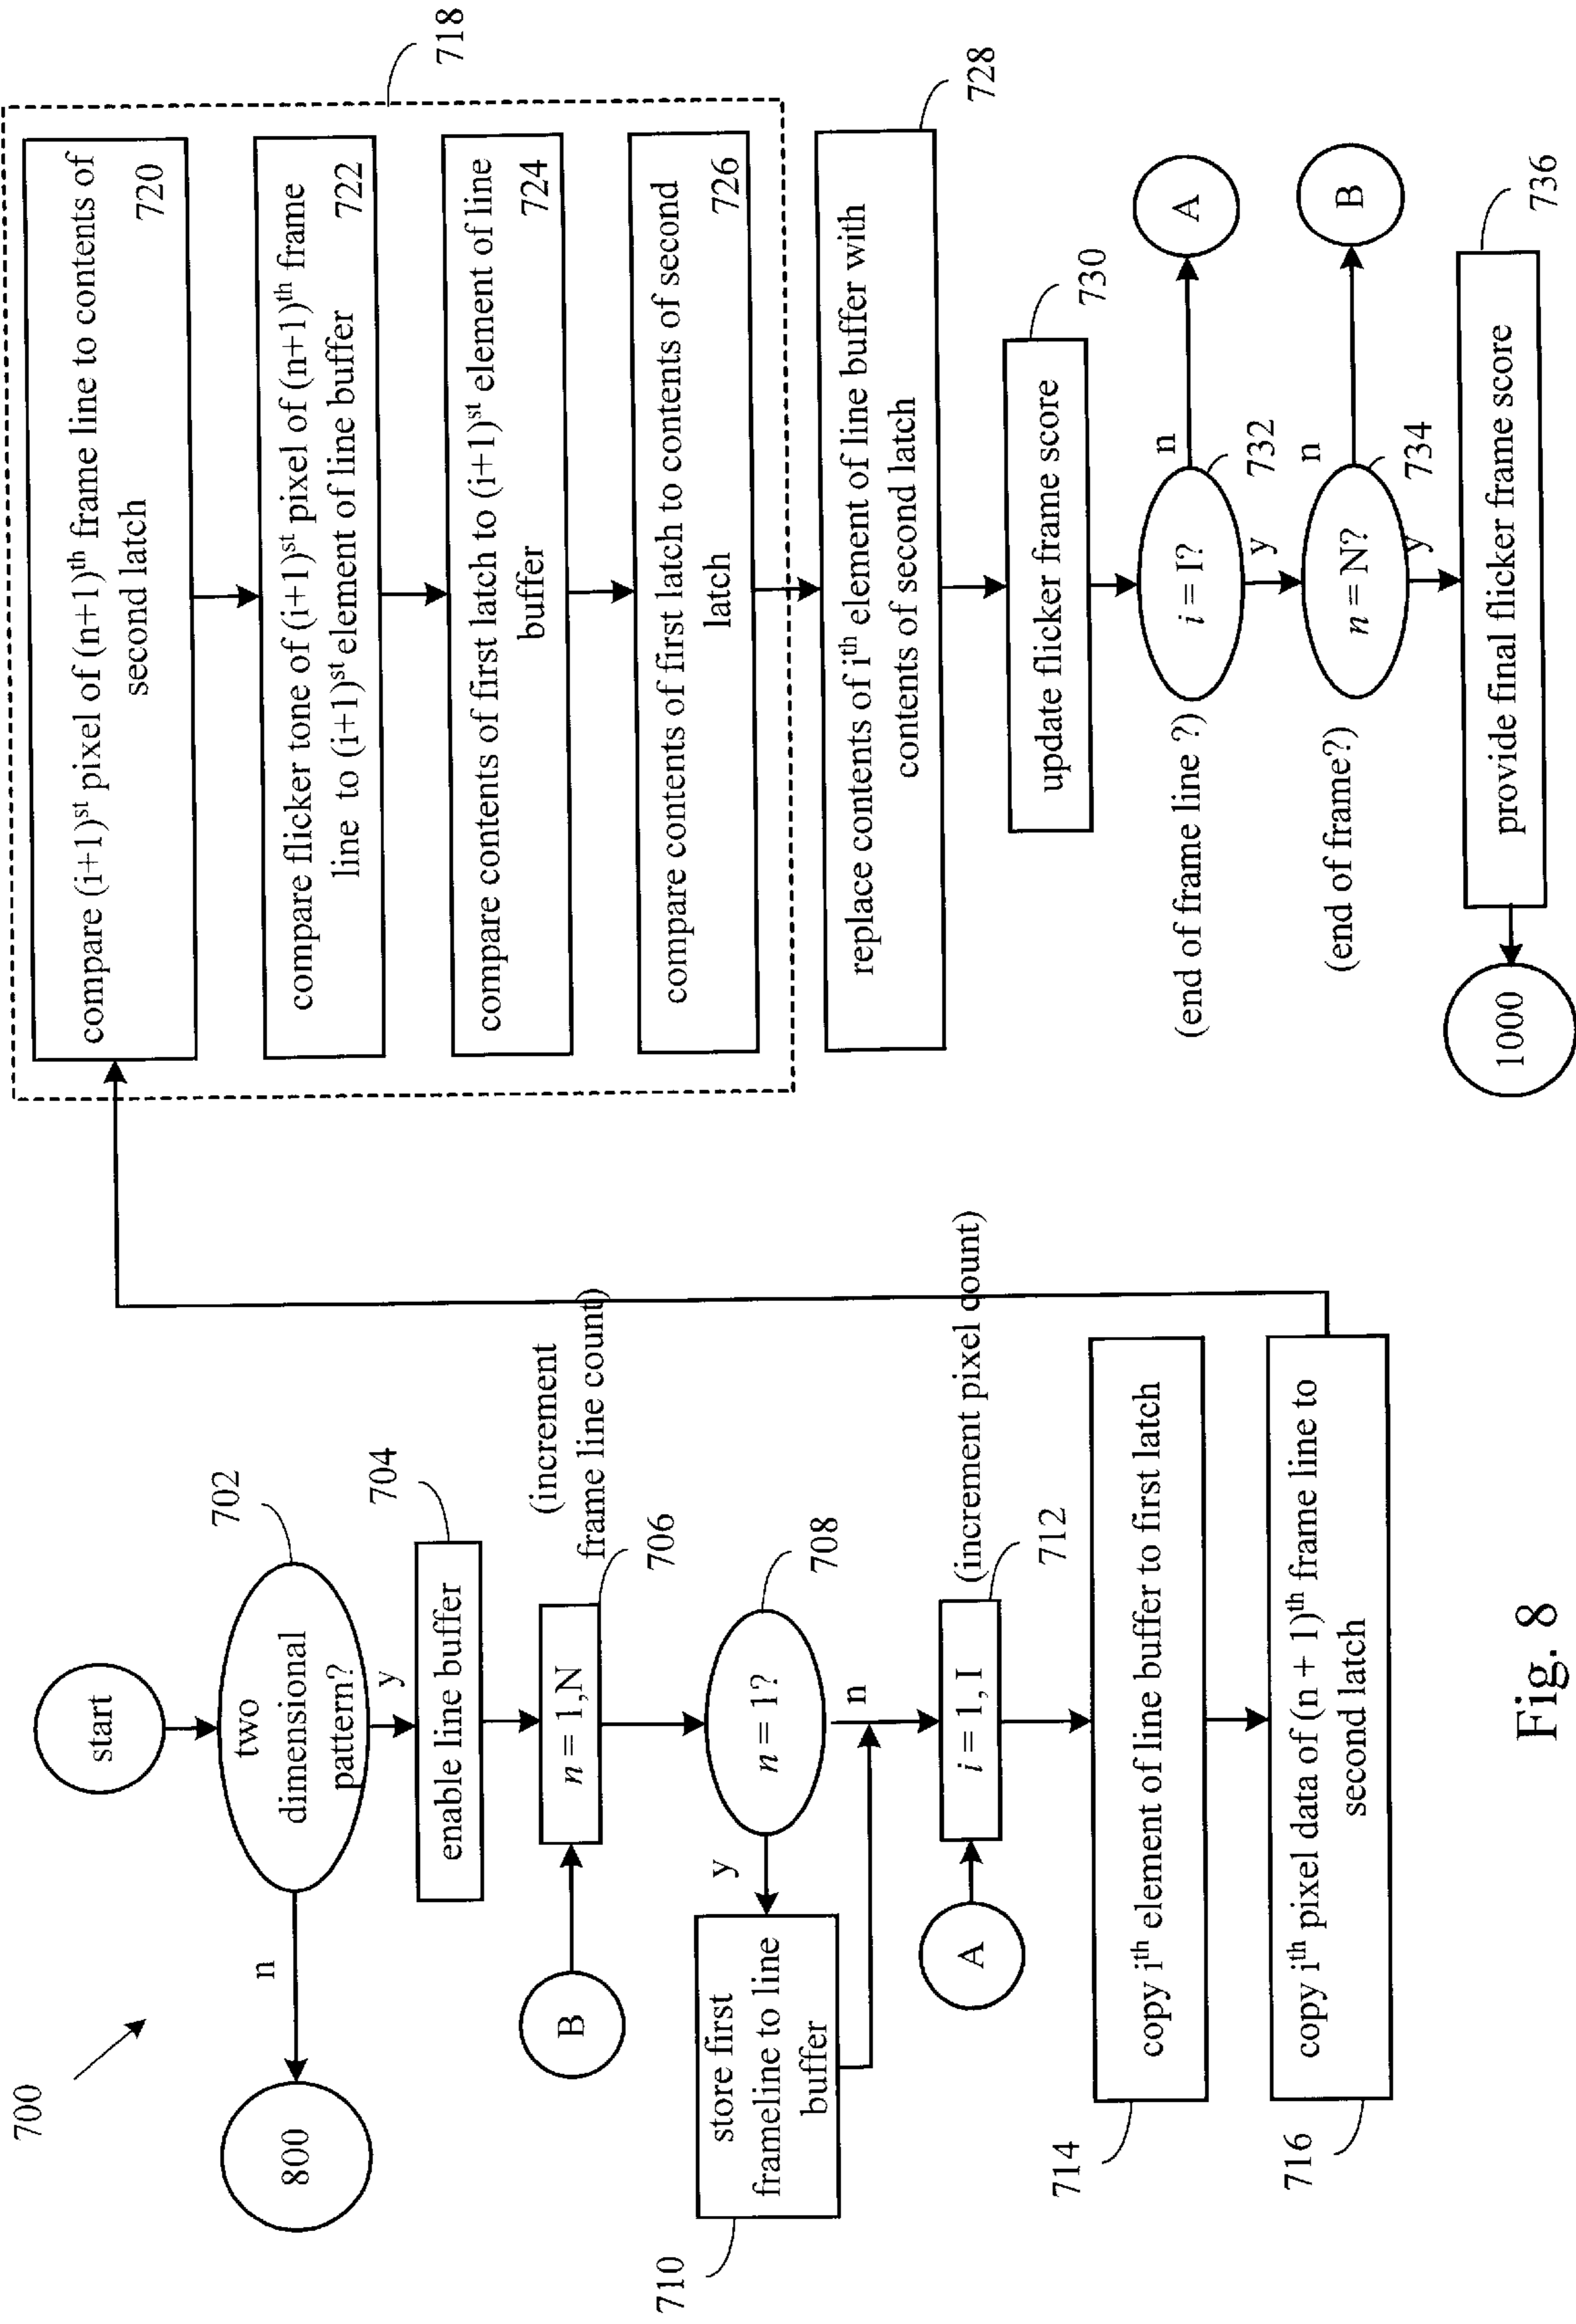 700
start
702
two
dimensional
pattern?
n
800
y
704
enable line buffer
(increment
frame line count)
706
n = 1,N
B
708
n = 1?
y
n
710
store first
frameline to line
buffer
(increment pixel count)
712
i = 1, I
A
714
copy iᵗʰ element of line buffer to first latch
716
copy iᵗʰ pixel data of (n + 1)ᵗʰ frame line to
second latch
718
compare (i+1)ˢᵗ pixel of (n+1)ᵗʰ frame line to contents of
second latch
720
compare flicker tone of (i+1)ˢᵗ pixel of (n+1)ᵗʰ frame
line to (i+1)ˢᵗ element of line buffer
722
compare contents of first latch to (i+1)ˢᵗ element of line
buffer
724
compare contents of first latch to contents of second
latch
726
728
replace contents of iᵗʰ element of line buffer with
contents of second latch
730
update flicker frame score
(end of frame line ?)
i = I?
n
A
732
y
(end of frame?)
n = N?
n
B
734
y
736
provide final flicker frame score
1000
Fig. 8